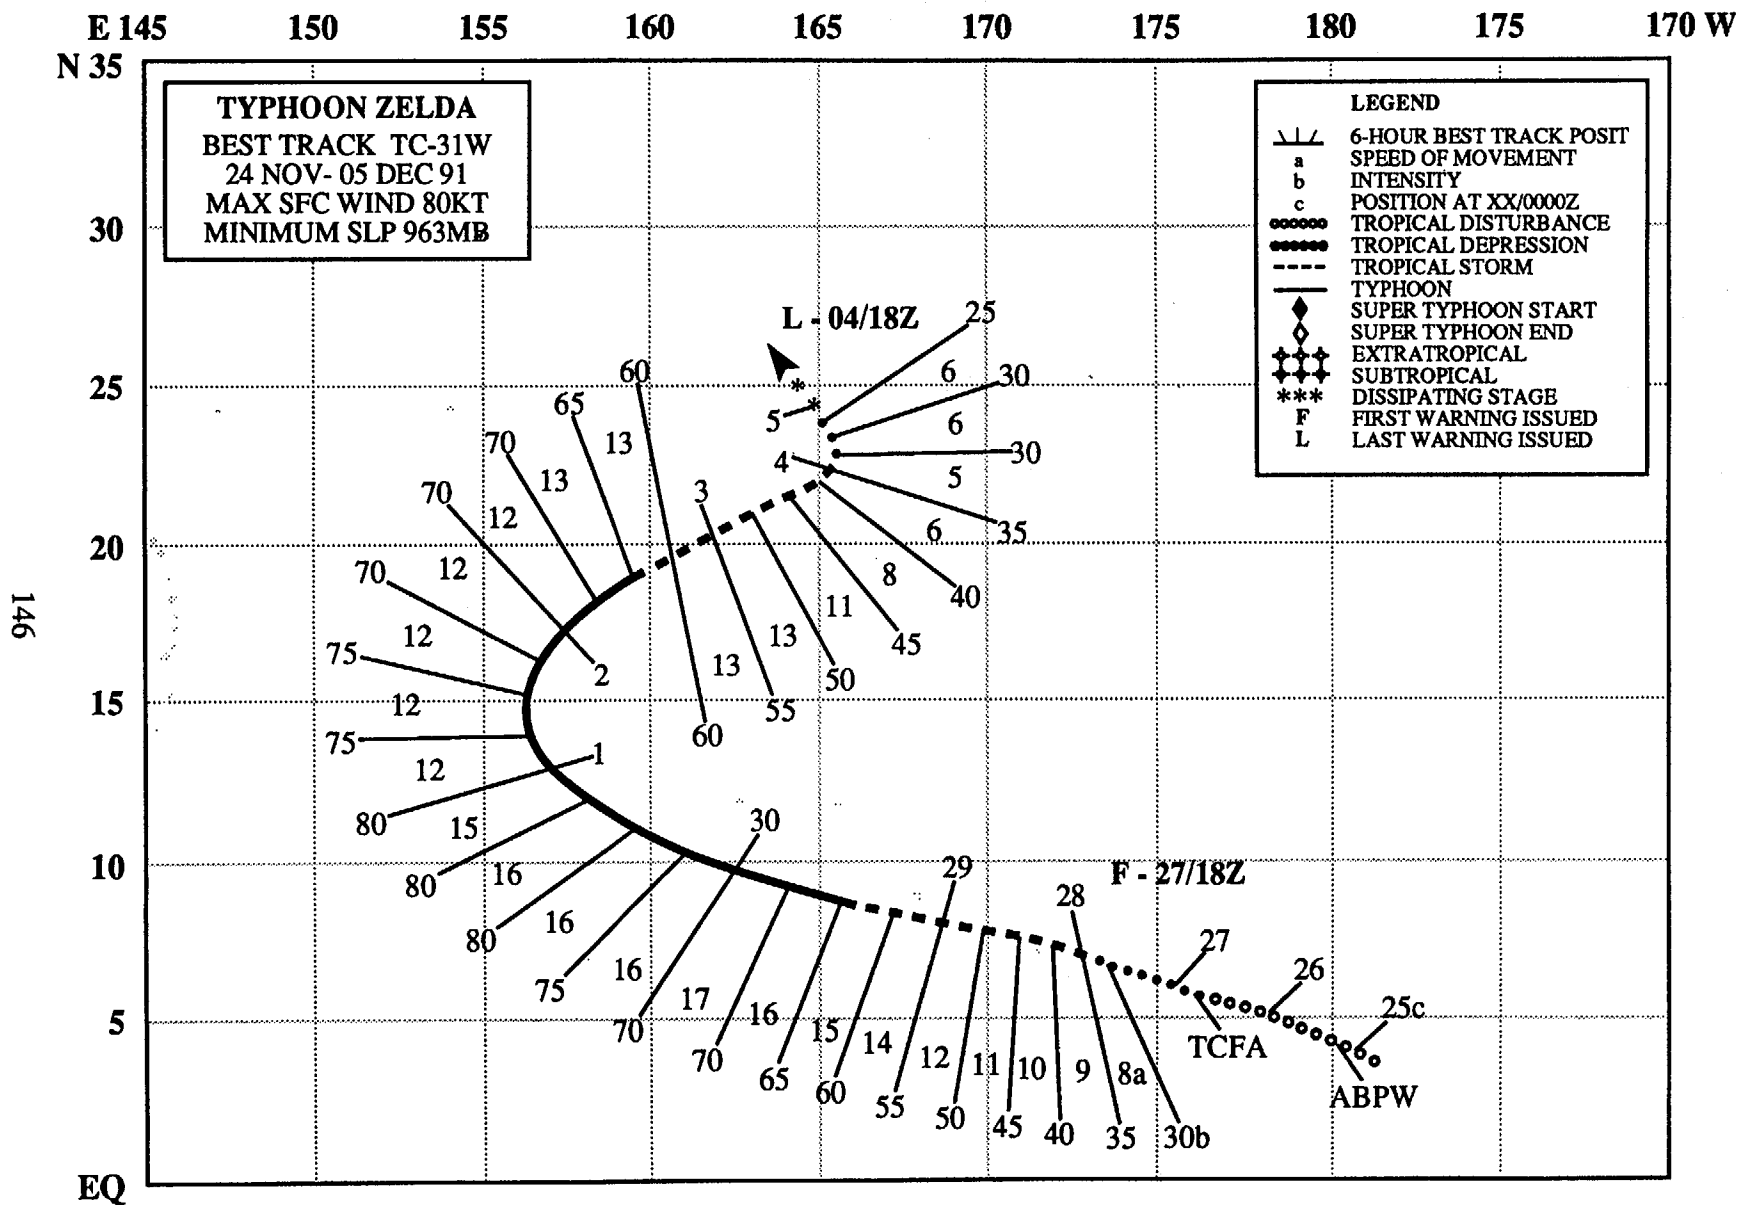 E 145 150 155 160 165 170 175 180 175 170 W
N 35
TYPHOON ZELDA
BEST TRACK TC-31W
24 NOV- 05 DEC 91
MAX SFC WIND 80KT
MINIMUM SLP 963MB
LEGEND
6-HOUR BEST TRACK POSIT
a SPEED OF MOVEMENT
b INTENSITY
c POSITION AT XX/0000Z
TROPICAL DISTURBANCE
TROPICAL DEPRESSION
TROPICAL STORM
TYPHOON
SUPER TYPHOON START
SUPER TYPHOON END
EXTRATROPICAL
SUBTROPICAL
*** DISSIPATING STAGE
F FIRST WARNING ISSUED
L LAST WARNING ISSUED
30
L - 04/18Z 25
60 6 30
25
65 5 6
70 13 4 30
13 3 5
70 12 6 35
20
70 12 8 40
12 11 45
75 2 13 13 50
15 12 55
75 60
1
12
80 15 30
10 80 16 29 F - 27/18Z
28
80 16 27
75 16 26
17 25c
5 70 16 15 14 TCFA
70 12 11 10 9 8a
65 60 55 ABPW
50 45 40 35 30b
EQ
146